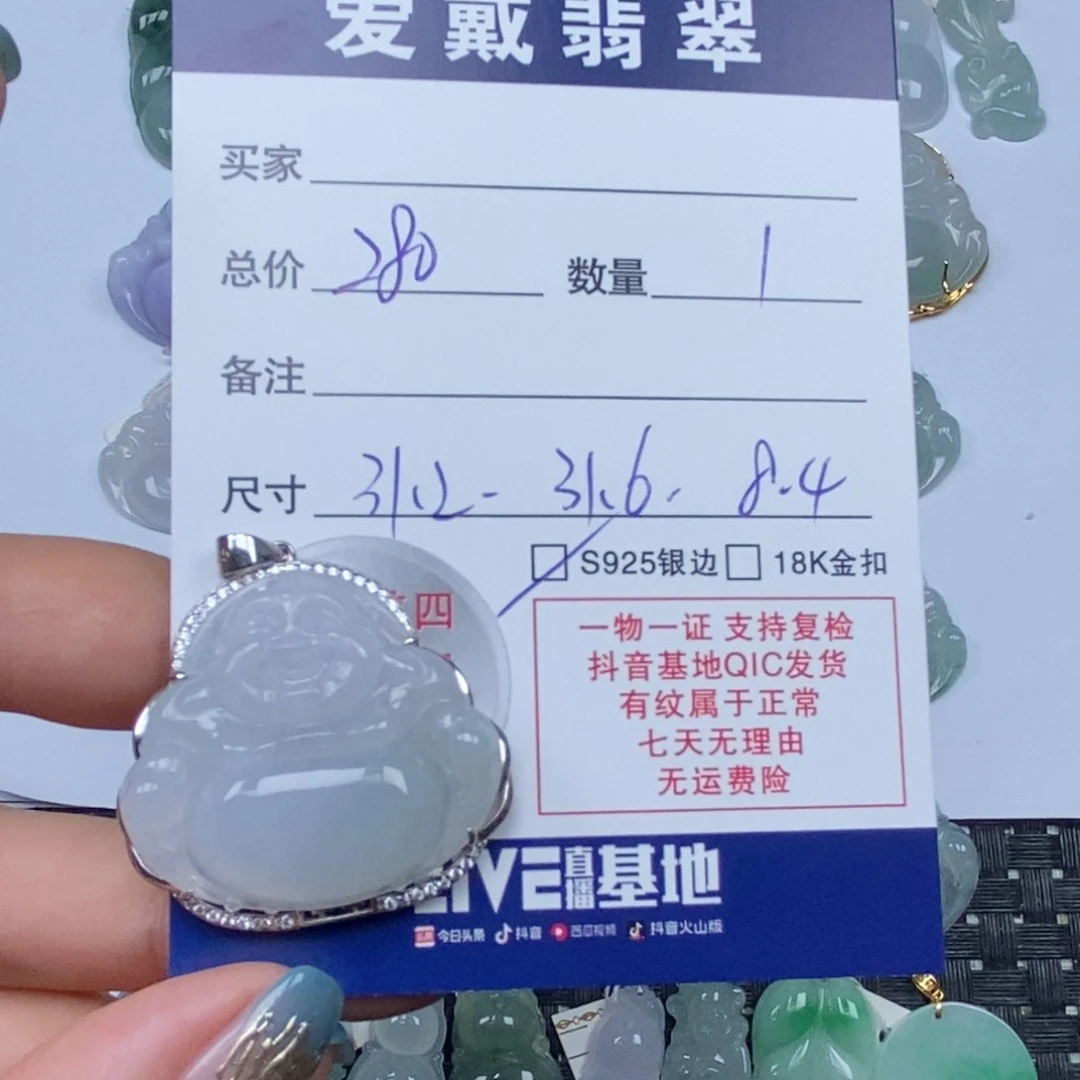 爱戴翡翠
买家
总价 280 数量 1
备注
尺寸 31.2 - 31.6 . 8.4
S925银边 18K金扣
四
一物一证 支持复检
抖音基地QIC发货
有纹属于正常
七天无理由
无运费险
LIVE直播基地
今日头条 抖音 西瓜视频 抖音火山版